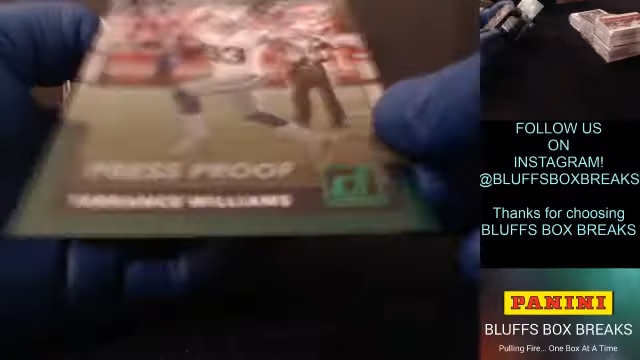 83
PRESS PROOF
TERRANCE WILLIAMS
FOLLOW US
ON
INSTAGRAM!
@BLUFFSBOXBREAKS
Thanks for choosing
BLUFFS BOX BREAKS
PANINI
BLUFFS BOX BREAKS
Pulling Fire... One Box At A Time